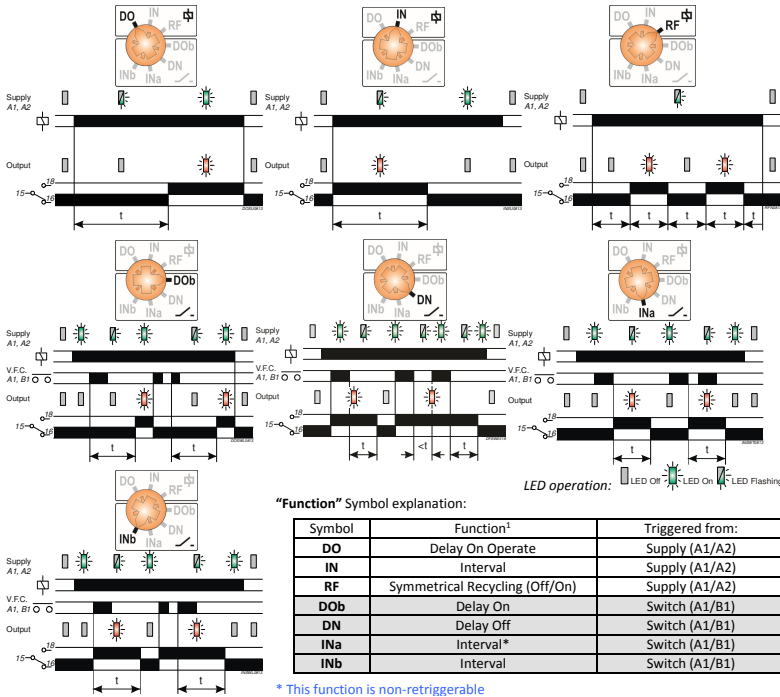 DO IN RF DOb DN INa INb
Supply
A1, A2
Output
15 18 16
t
DO IN RF DOb DN INa INb
Supply
A1, A2
Output
15 18 16
t
DO IN RF DOb DN INa INb
Supply
A1, A2
Output
15 18 16
t t t t t
DO IN RF DOb DN INa INb
Supply
A1, A2
V.F.C.
A1, B1
Output
15 18 16
t t
DO IN RF DOb DN INa INb
Supply
A1, A2
V.F.C.
A1, B1
Output
15 18 16
t <t t
DO IN RF DOb DN INa INb
Supply
A1, A2
V.F.C.
A1, B1
Output
15 18 16
t t
LED operation: LED Off LED On LED Flashing
DO IN RF DOb DN INa INb
Supply
A1, A2
V.F.C.
A1, B1
Output
15 18 16
t t
“Function” Symbol explanation:
Symbol Function¹ Triggered from:
DO Delay On Operate Supply (A1/A2)
IN Interval Supply (A1/A2)
RF Symmetrical Recycling (Off/On) Supply (A1/A2)
DOb Delay On Switch (A1/B1)
DN Delay Off Switch (A1/B1)
INa Interval* Switch (A1/B1)
INb Interval Switch (A1/B1)
* This function is non-retriggerable